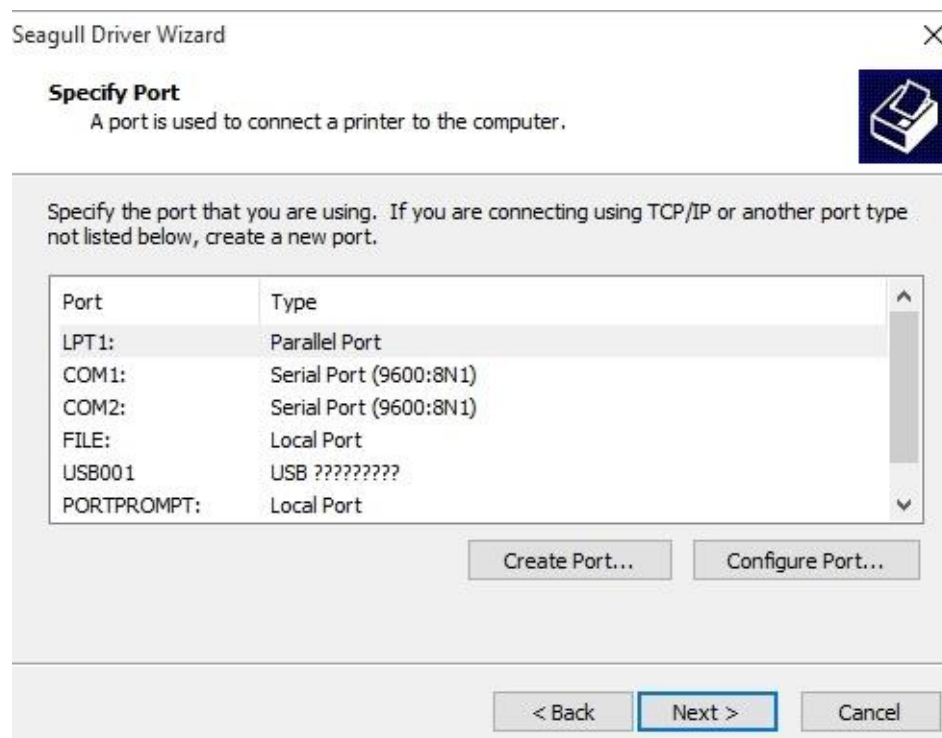 Seagull Driver Wizard
Specify Port
A port is used to connect a printer to the computer.
Specify the port that you are using.  If you are connecting using TCP/IP or another port type
not listed below, create a new port.
Port Type
LPT1: Parallel Port
COM1: Serial Port (9600:8N1)
COM2: Serial Port (9600:8N1)
FILE: Local Port
USB001 USB ?????????
PORTPROMPT: Local Port
Create Port... Configure Port...
< Back Next > Cancel